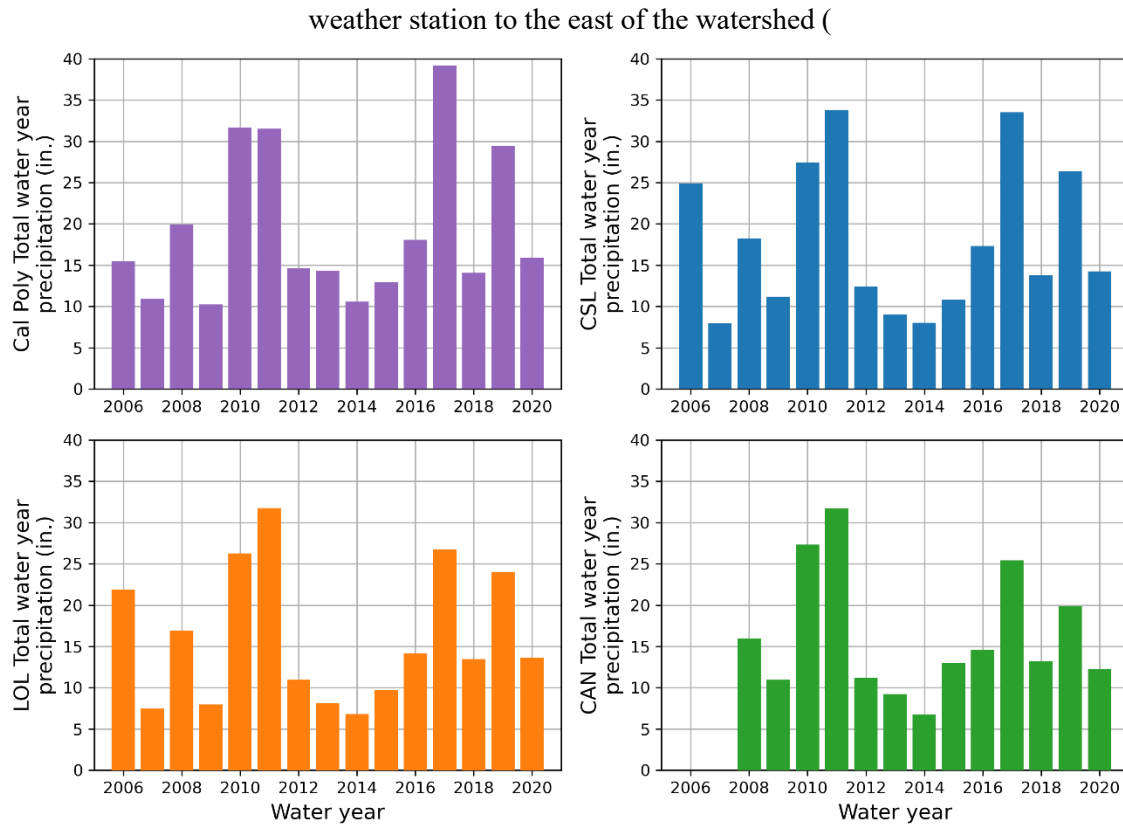 weather station to the east of the watershed (
Cal Poly Total water year
precipitation (in.)
40
35
30
25
20
15
10
5
0
2006 2008 2010 2012 2014 2016 2018 2020
CSL Total water year
precipitation (in.)
40
35
30
25
20
15
10
5
0
2006 2008 2010 2012 2014 2016 2018 2020
LOL Total water year
precipitation (in.)
40
35
30
25
20
15
10
5
0
2006 2008 2010 2012 2014 2016 2018 2020
Water year
CAN Total water year
precipitation (in.)
40
35
30
25
20
15
10
5
0
2006 2008 2010 2012 2014 2016 2018 2020
Water year